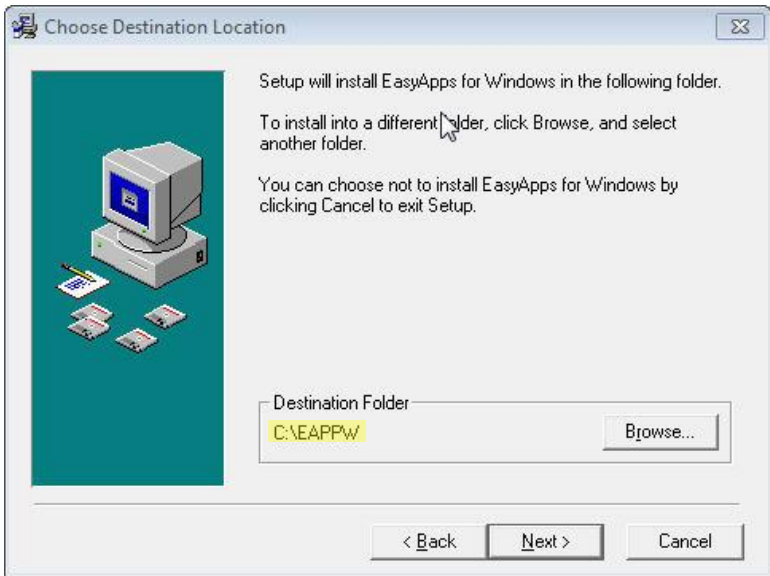 Choose Destination Location
Setup will install EasyApps for Windows in the following folder.
To install into a different folder, click Browse, and select
another folder.
You can choose not to install EasyApps for Windows by
clicking Cancel to exit Setup.
Destination Folder
C:\EAPPW
Browse...
< Back
Next >
Cancel